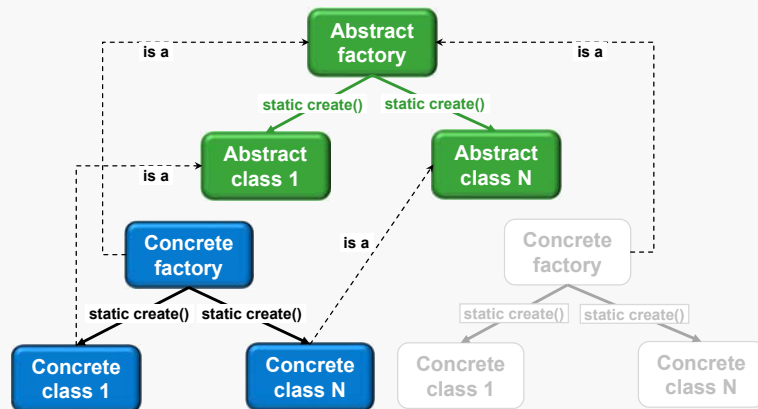 Abstract
factory
is a
is a
static create()
static create()
Abstract
class 1
Abstract
class N
is a
is a
Concrete
factory
Concrete
factory
static create()
static create()
static create()
static create()
Concrete
class 1
Concrete
class N
Concrete
class 1
Concrete
class N